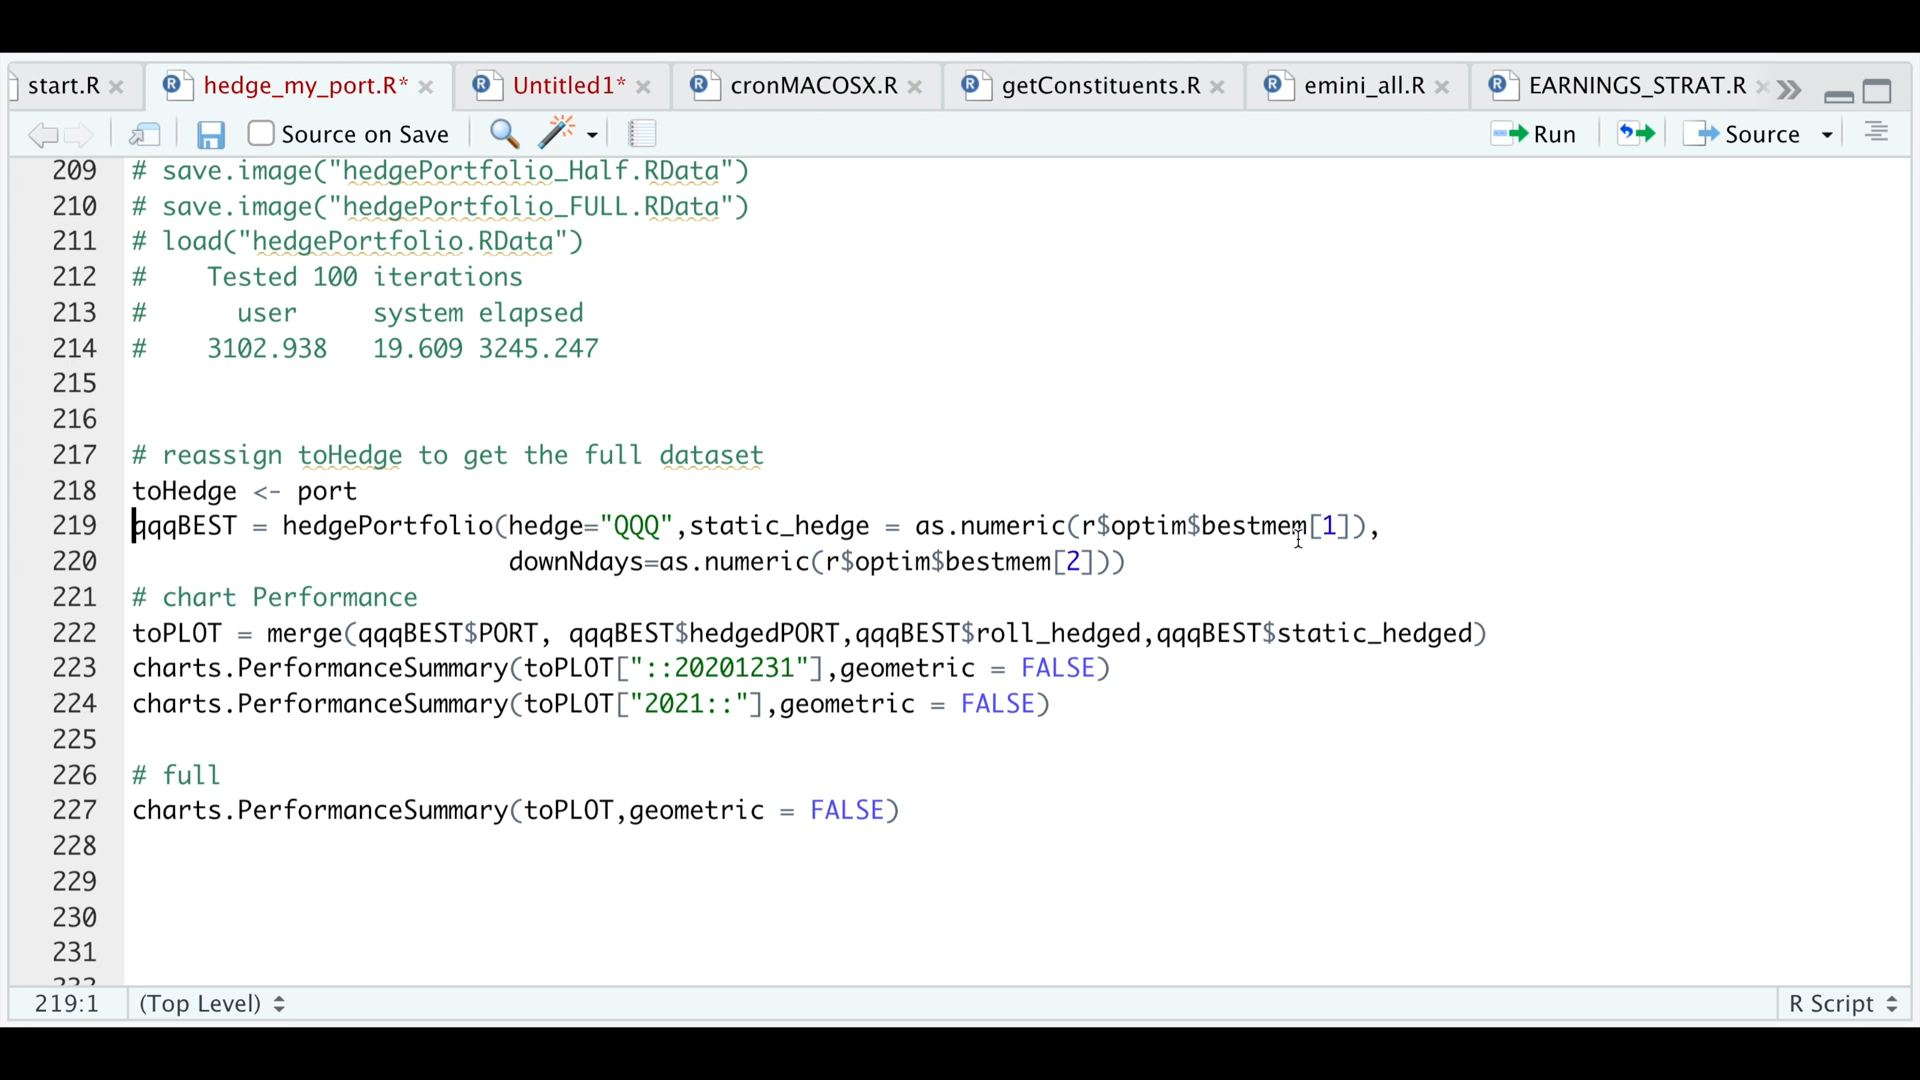 start.R
hedge_my_port.R*
Untitled1*
cronMACOSX.R
getConstituents.R
emini_all.R
EARNINGS_STRAT.R
Source on Save
Run
Source
209 # save.image("hedgePortfolio_Half.RData")
210 # save.image("hedgePortfolio_FULL.RData")
211 # load("hedgePortfolio.RData")
212 #    Tested 100 iterations
213 #      user     system elapsed
214 #    3102.938   19.609 3245.247
215
216
217 # reassign toHedge to get the full dataset
218 toHedge <- port
219 qqqBEST = hedgePortfolio(hedge="QQQ",static_hedge = as.numeric(r$optim$bestmem[1]),
220                          downNdays=as.numeric(r$optim$bestmem[2]))
221 # chart Performance
222 toPLOT = merge(qqqBEST$PORT, qqqBEST$hedgedPORT,qqqBEST$roll_hedged,qqqBEST$static_hedged)
223 charts.PerformanceSummary(toPLOT["::20201231"],geometric = FALSE)
224 charts.PerformanceSummary(toPLOT["2021::"],geometric = FALSE)
225
226 # full
227 charts.PerformanceSummary(toPLOT,geometric = FALSE)
228
229
230
231
232
219:1
(Top Level)
R Script